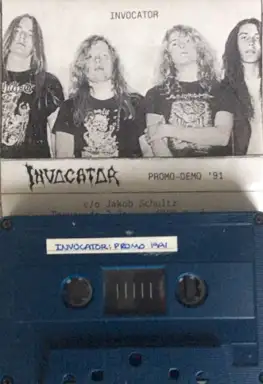 INVOCATOR
INVOCATOR
PROMO-DEMO '91
c/o Jakob Schultz
INVOCATOR: PROMO 1991